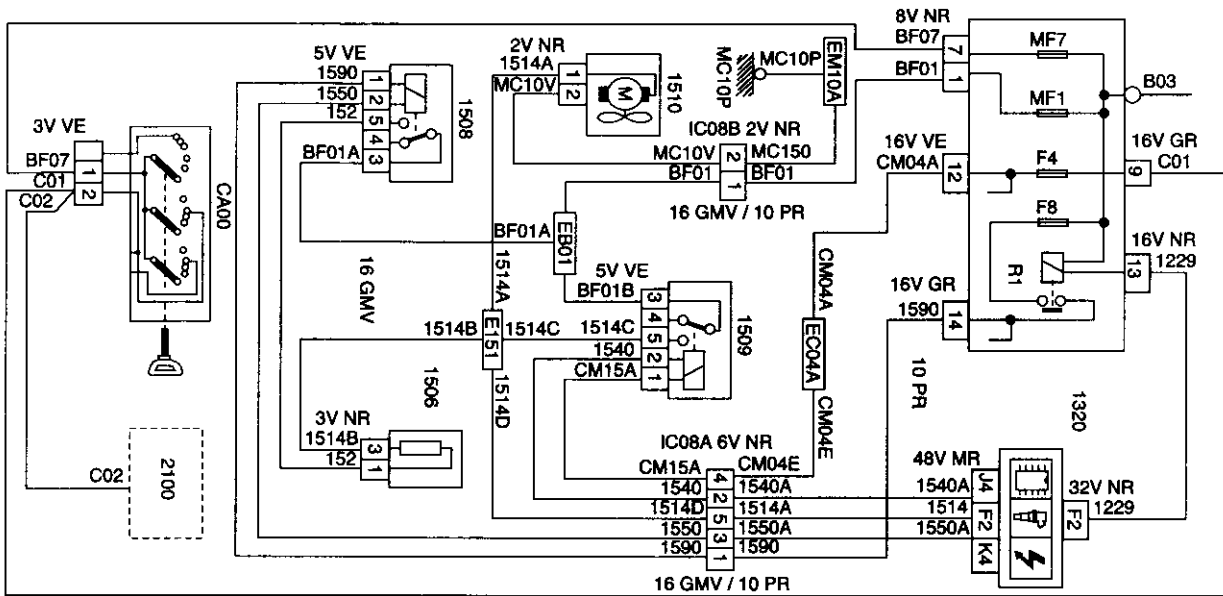 8V NR
BF07
7
MF7
BF01
1
MF1
B03
5V VE
1590
1
1550
2
152
5
4
BF01A
3
1508
2V NR
1514A
1
MC10V
2
M
1510
MC10P
MC10P
EM10A
IC08B 2V NR
MC10V
2
MC150
BF01
1
BF01
16 GMV / 10 PR
16V VE
CM04A
12
F4
16V GR
C01
9
F8
R1
16V NR
1229
13
16V GR
1590
14
3V VE
BF07
1
C01
2
C02
CA00
BF01A
EB01
16 GMV
1514A
5V VE
BF01B
3
4
1514C
5
1540
2
CM15A
1
1509
CM04A
EC04A
CM04E
1514B
E151
1514C
1514D
10 PR
1506
3V NR
1514B
3
152
1
1320
C02
2100
IC08A 6V NR
CM15A
4
CM04E
1540
2
1540A
1514D
5
1514A
1550
3
1550A
1590
1
1590
16 GMV / 10 PR
48V MR
1540A
J4
1514
F2
1550A
K4
32V NR
F2
1229